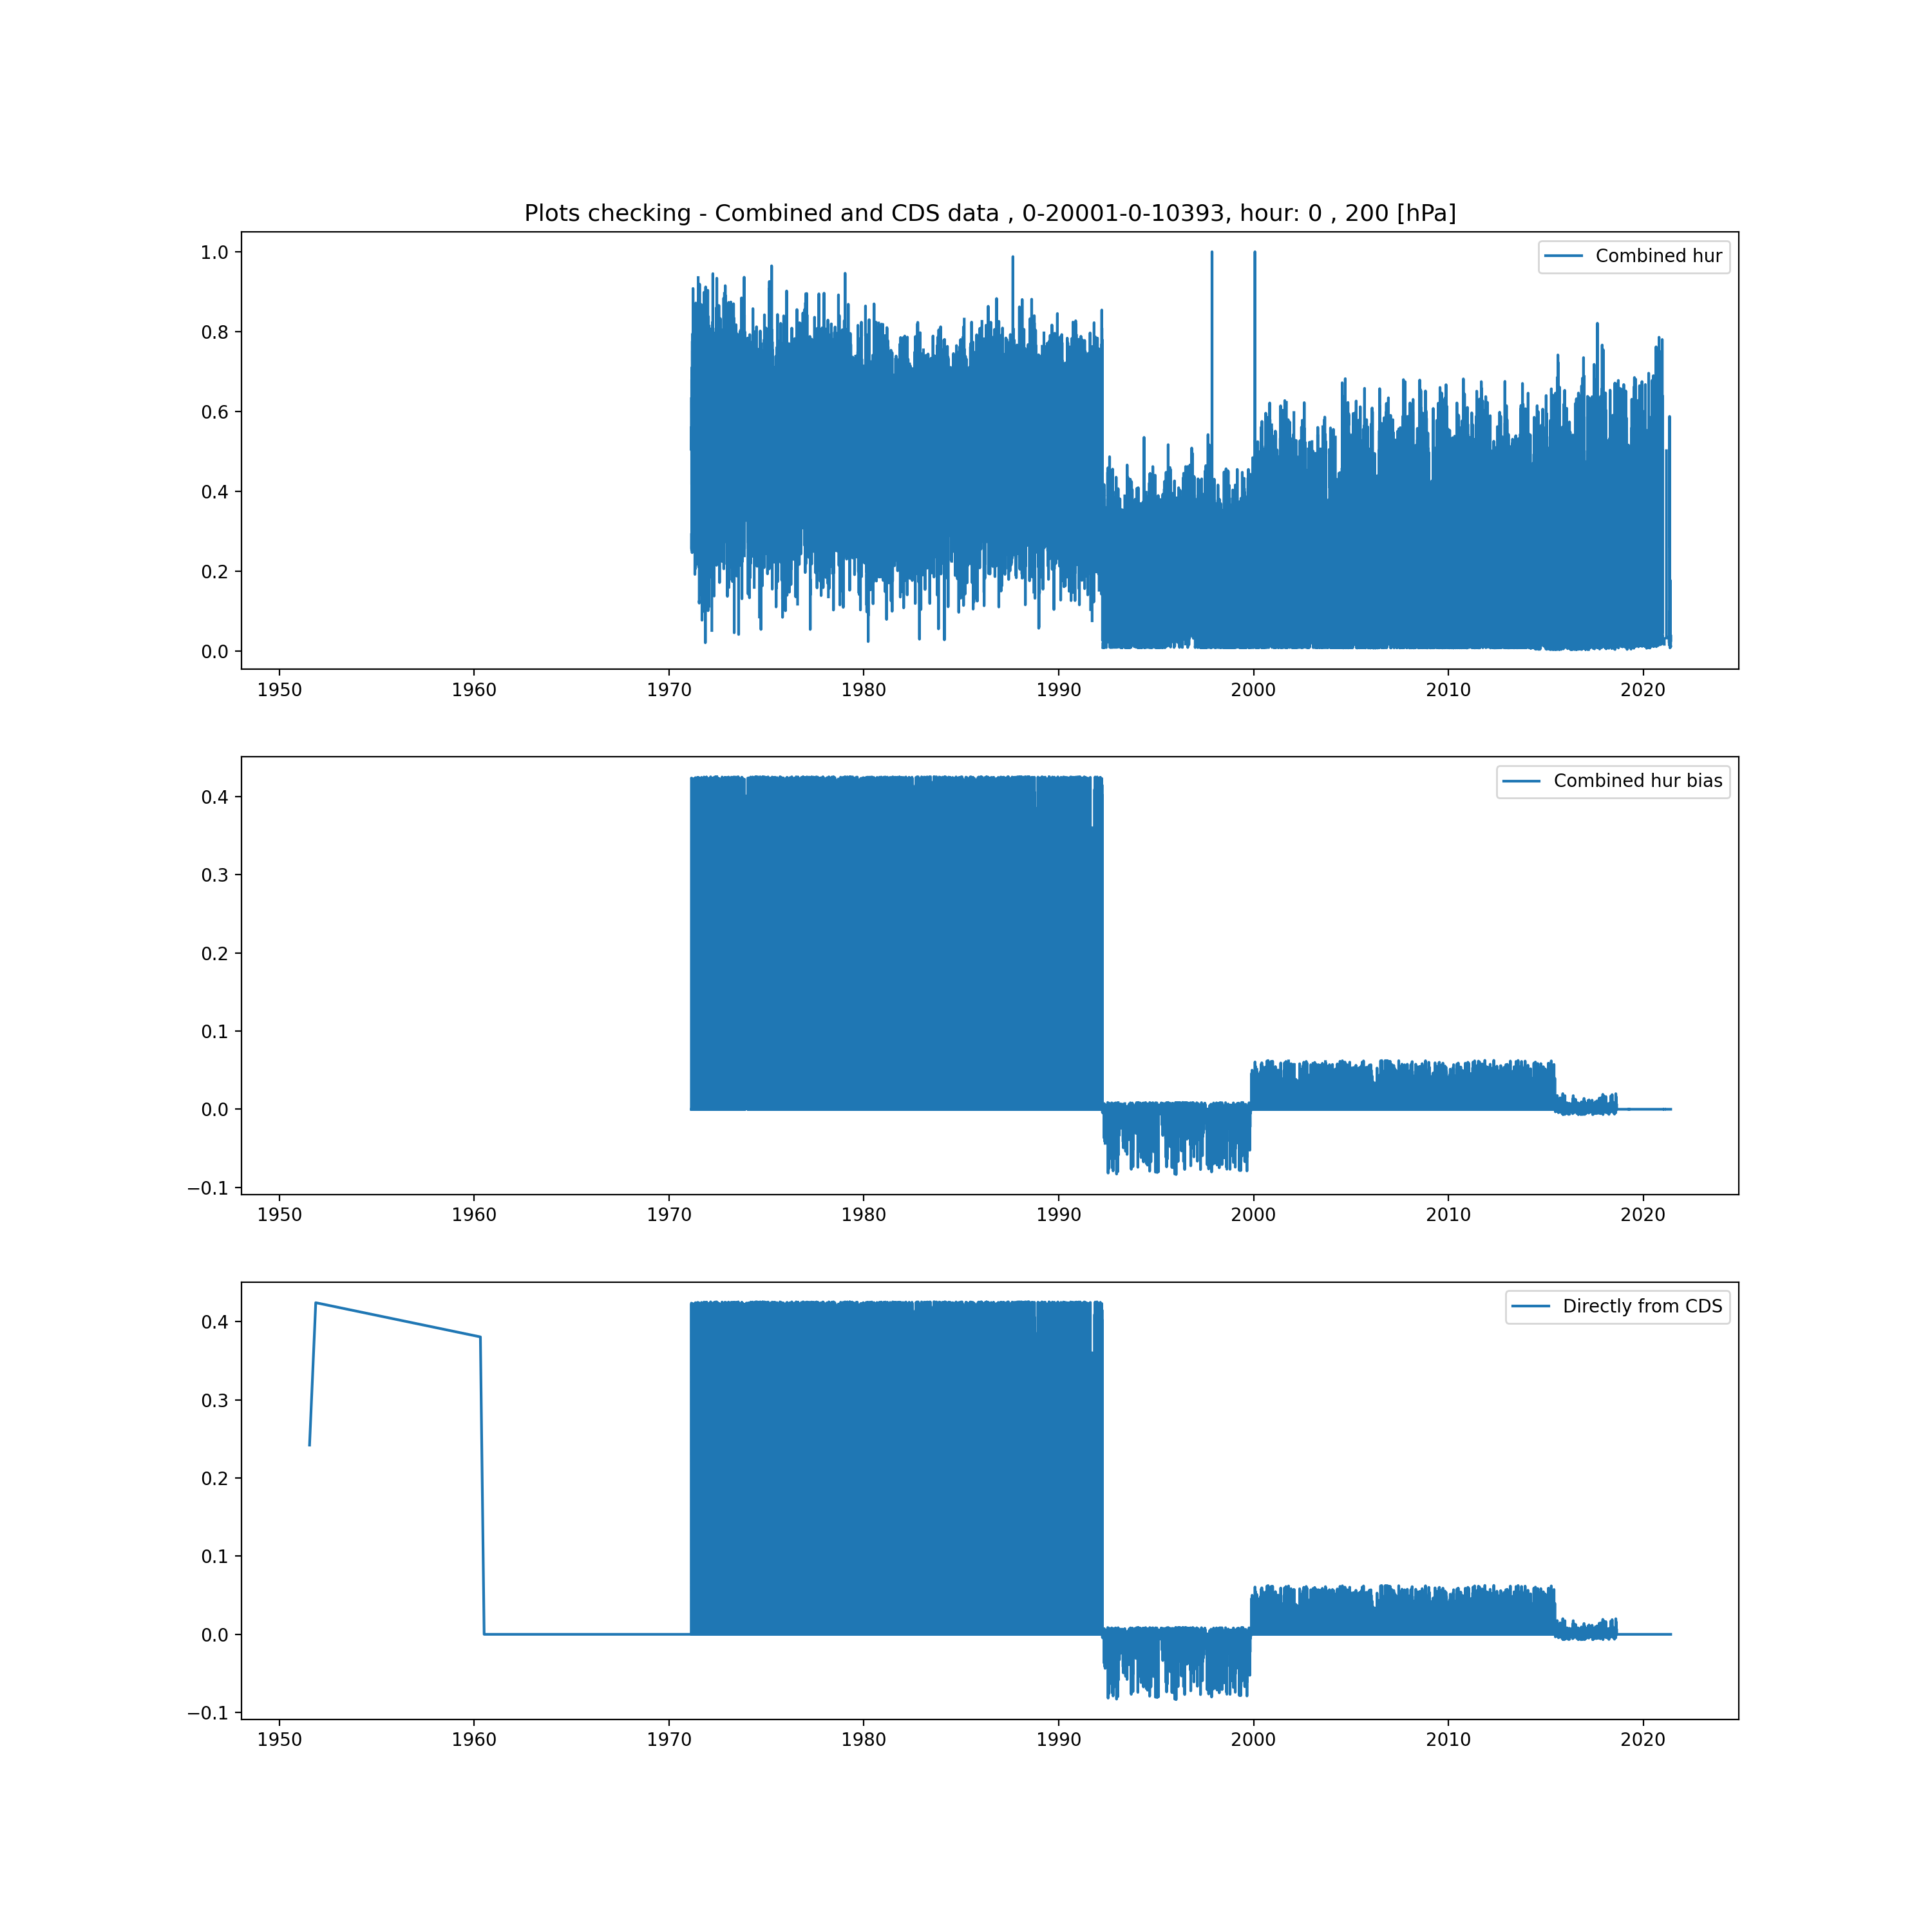 Plots checking - Combined and CDS data , 0-20001-0-10393, hour: 0 , 200 [hPa]
Combined hur
1.0
0.8
0.6
0.4
0.2
0.0
1950 1960 1970 1980 1990 2000 2010 2020
Combined hur bias
0.4
0.3
0.2
0.1
0.0
−0.1
1950 1960 1970 1980 1990 2000 2010 2020
Directly from CDS
0.4
0.3
0.2
0.1
0.0
−0.1
1950 1960 1970 1980 1990 2000 2010 2020